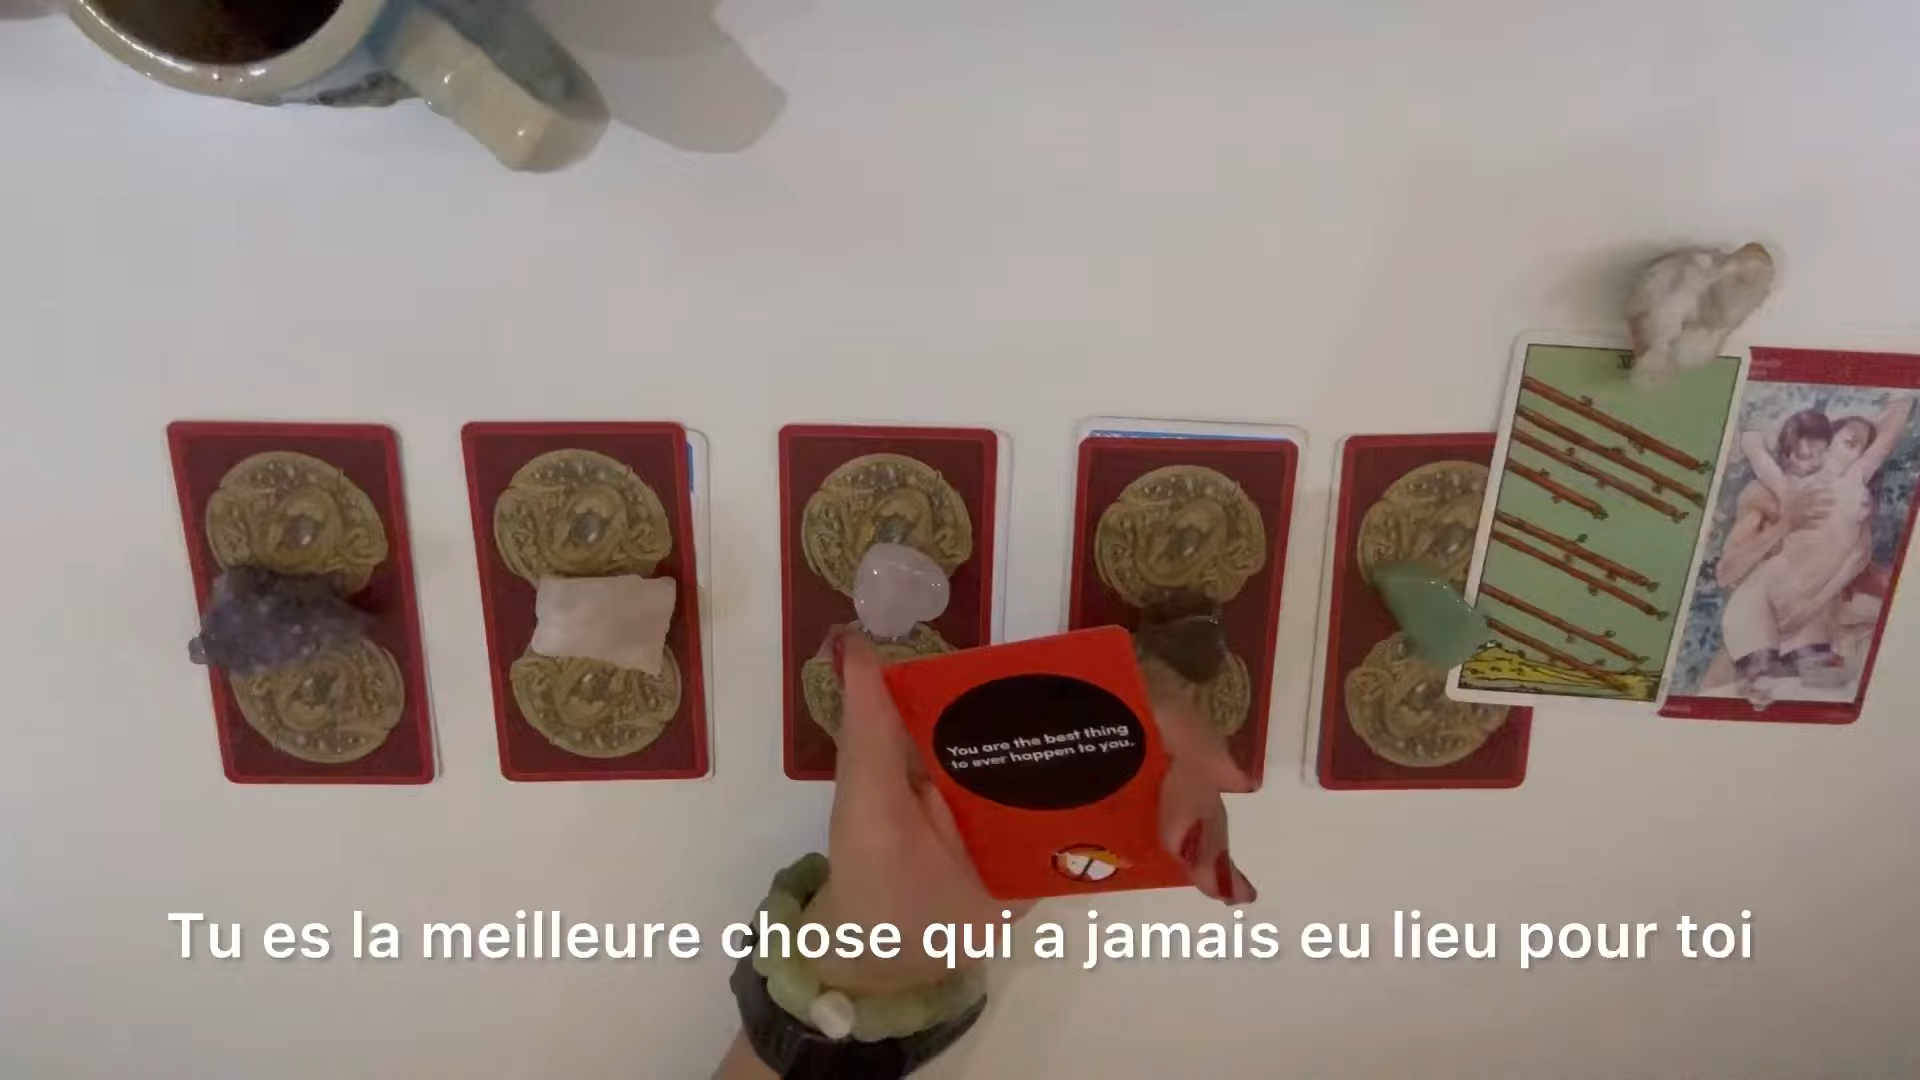 You are the best thing
to ever happen to you.
Tu es la meilleure chose qui a jamais eu lieu pour toi